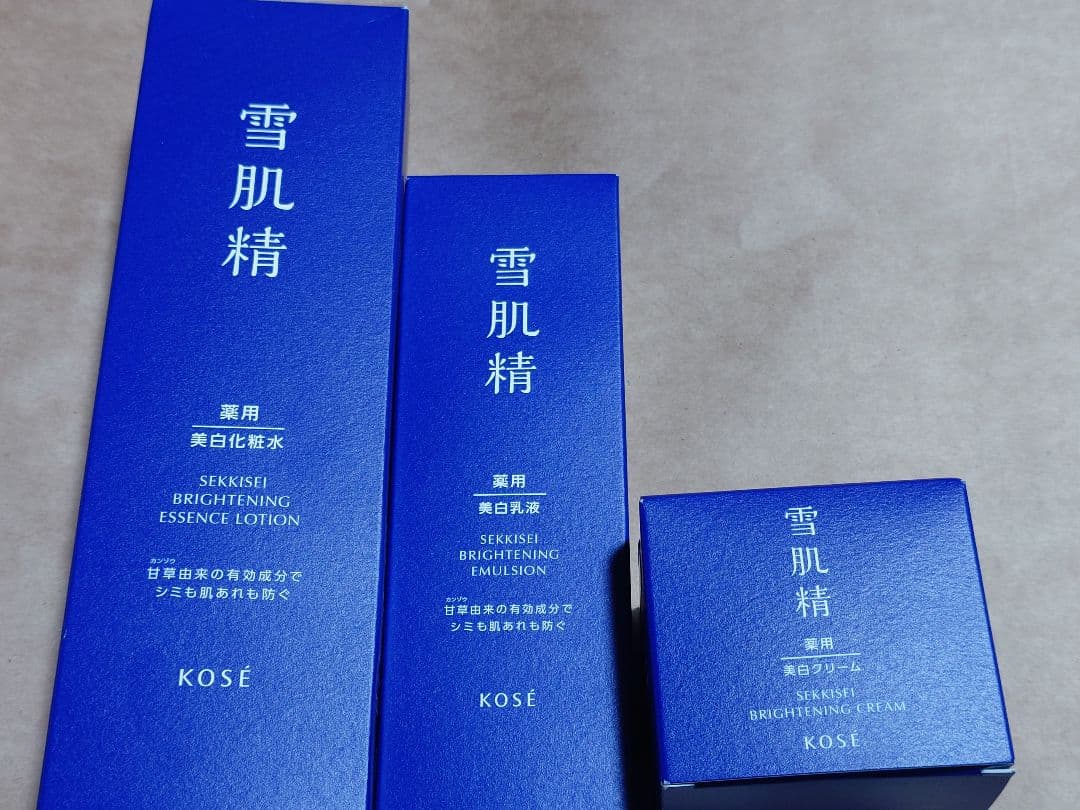 雪肌精
薬用
美白化粧水
SEKKISEI
BRIGHTENING
ESSENCE LOTION
カンゾウ
甘草由来の有効成分で
シミも肌あれも防ぐ
KOSÉ
雪肌精
薬用
美白乳液
SEKKISEI
BRIGHTENING
EMULSION
カンゾウ
甘草由来の有効成分で
シミも肌あれも防ぐ
KOSÉ
雪肌精
薬用
美白クリーム
SEKKISEI
BRIGHTENING CREAM
KOSÉ